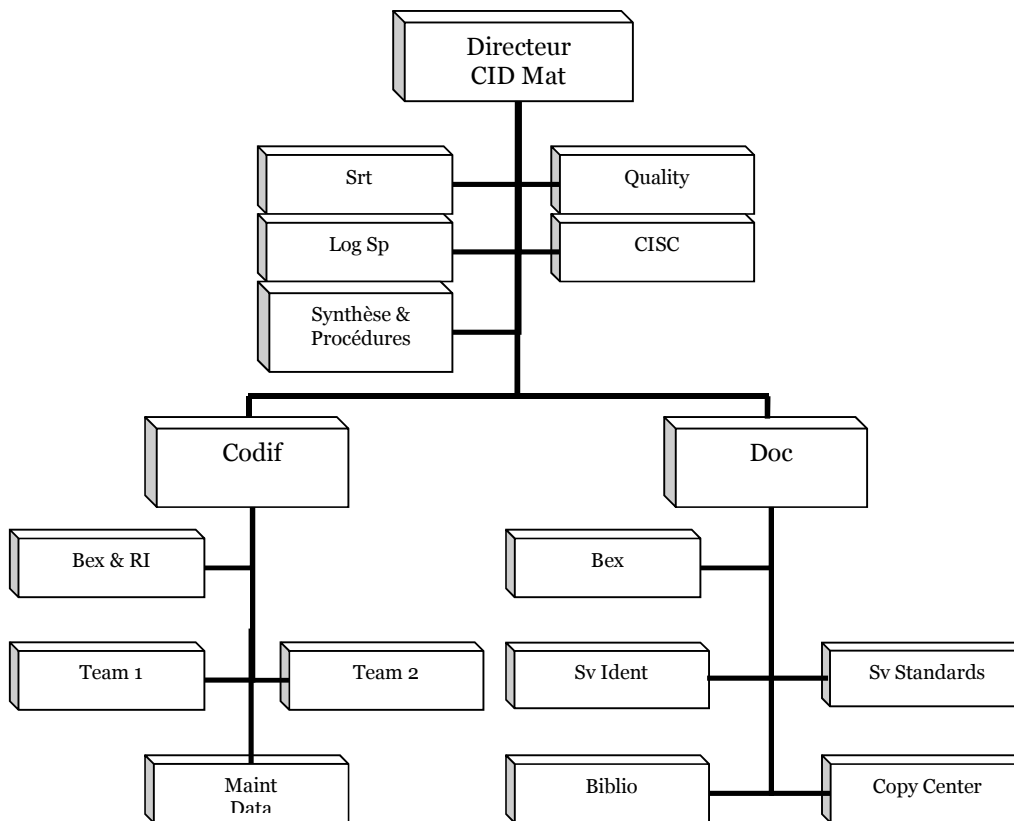 Directeur
CID Mat
Srt
Quality
Log Sp
CISC
Synthèse &
Procédures
Codif
Doc
Bex & RI
Bex
Team 1
Team 2
Sv Ident
Sv Standards
Maint
Data
Biblio
Copy Center